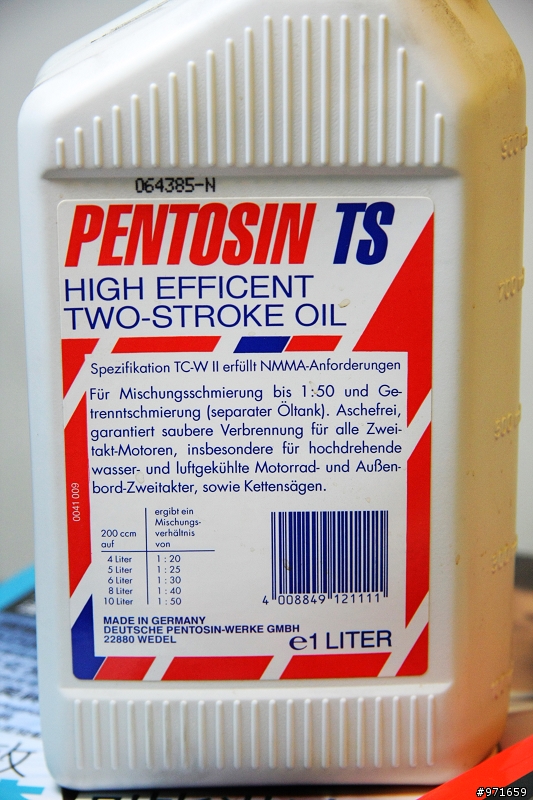 064385-N
PENTOSIN TS
HIGH EFFICENT
TWO-STROKE OIL
Spezifikation TC-W II erfüllt NMMA-Anforderungen
Für Mischungsschmierung bis 1:50 und Ge-
trenntschmierung (separater Öltank). Aschefrei,
garantiert saubere Verbrennung für alle Zwei-
takt-Motoren, insbesondere für hochdrehende
wasser- und luftgekühlte Motorrad- und Außen-
bord-Zweitakter, sowie Kettensägen.
0041 009
200 ccm
auf
ergibt ein
Mischungs-
verhältnis
von
4 Liter 1 : 20
5 Liter 1 : 25
6 Liter 1 : 30
8 Liter 1 : 40
10 Liter 1 : 50
4 008849 121111
MADE IN GERMANY
DEUTSCHE PENTOSIN-WERKE GMBH
22880 WEDEL
e 1 LITER
#971659